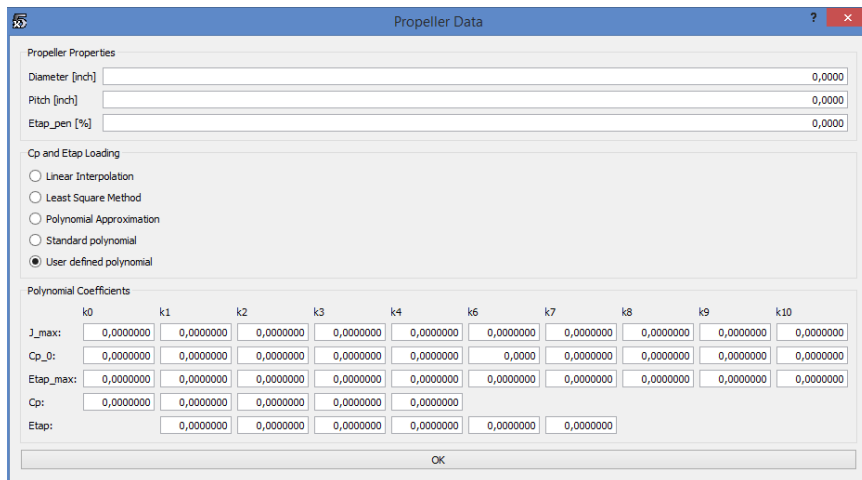 Propeller Data ? x
Propeller Properties
Diameter [inch] 0,0000
Pitch [inch] 0,0000
Etap_pen [%] 0,0000
Cp and Etap Loading
Linear Interpolation
Least Square Method
Polynomial Approximation
Standard polynomial
User defined polynomial
Polynomial Coefficients
k0 k1 k2 k3 k4 k6 k7 k8 k9 k10
J_max: 0,0000000 0,0000000 0,0000000 0,0000000 0,0000000 0,0000000 0,0000000 0,0000000 0,0000000 0,0000000
Cp_0: 0,0000000 0,0000000 0,0000000 0,0000000 0,0000000 0,0000 0,0000000 0,0000000 0,0000000 0,0000000
Etap_max: 0,0000000 0,0000000 0,0000000 0,0000000 0,0000000 0,0000000 0,0000000 0,0000000 0,0000000 0,0000000
Cp: 0,0000000 0,0000000 0,0000000 0,0000000 0,0000000
Etap: 0,0000000 0,0000000 0,0000000 0,0000000 0,0000000 0,0000000
OK